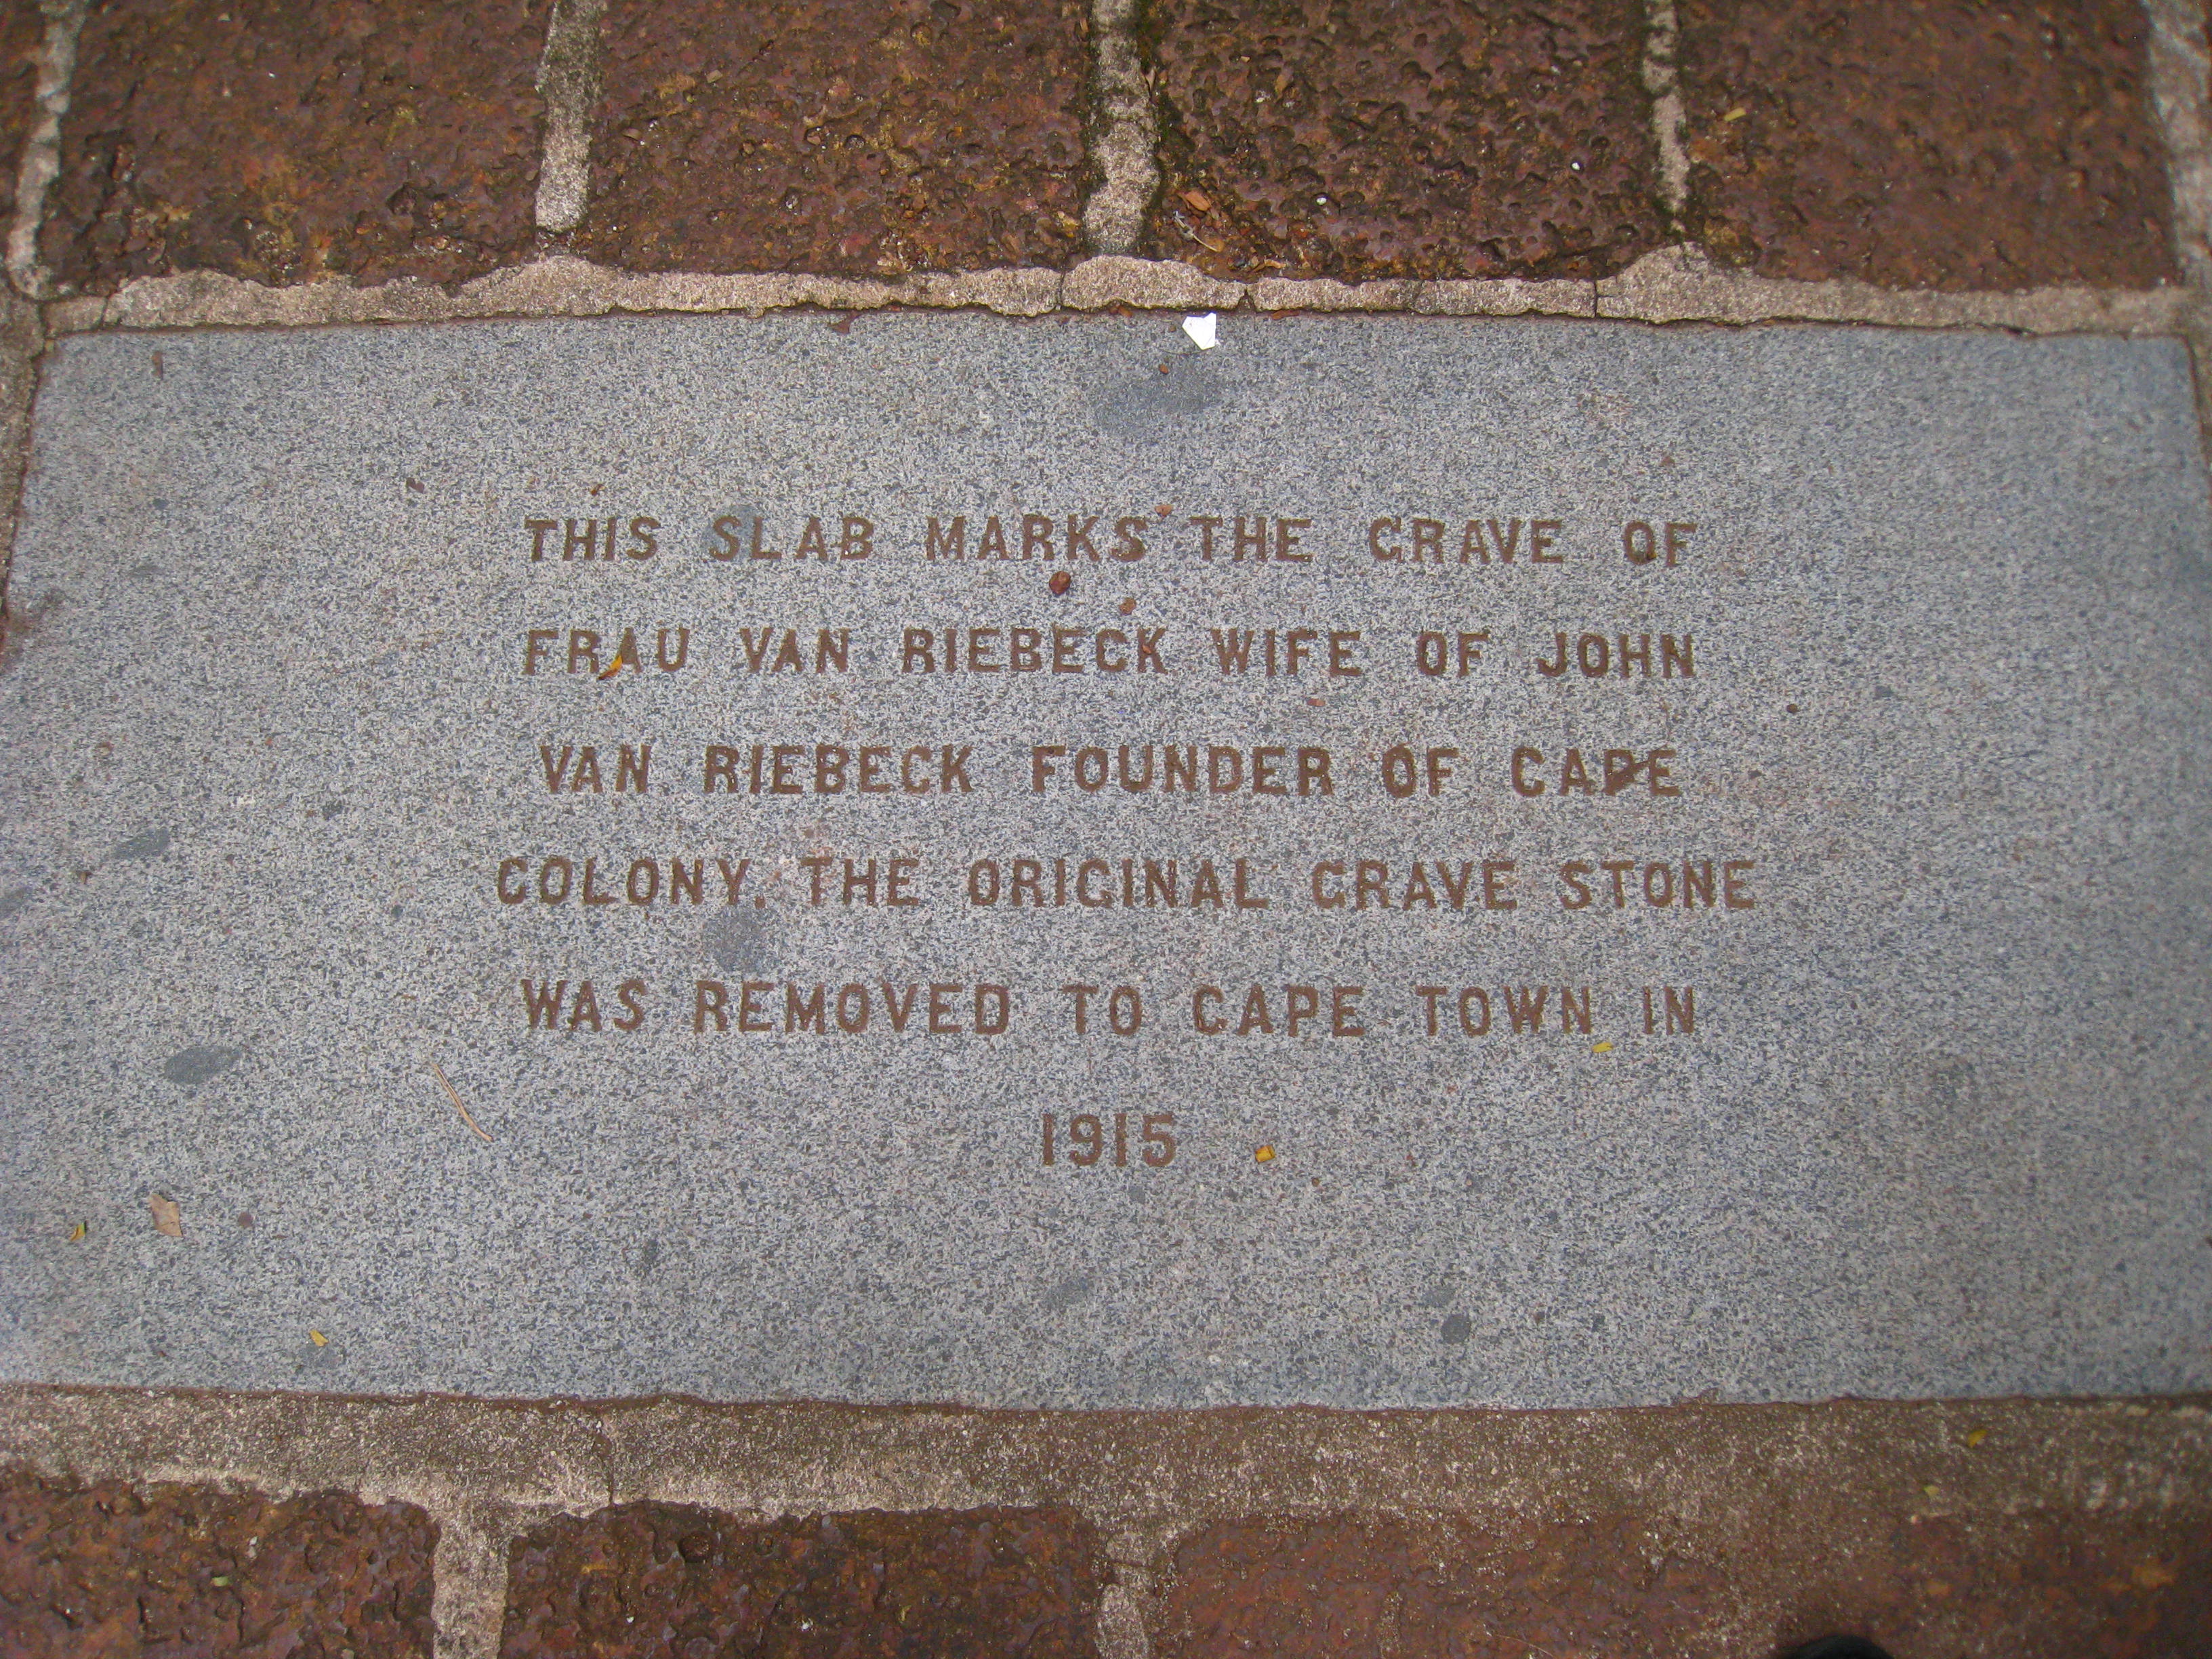 THIS SLAB MARKS THE GRAVE OF
FRAU VAN RIEBECK WIFE OF JOHN
VAN RIEBECK FOUNDER OF CAPE
COLONY. THE ORIGINAL GRAVE STONE
WAS REMOVED TO CAPE TOWN IN
1915